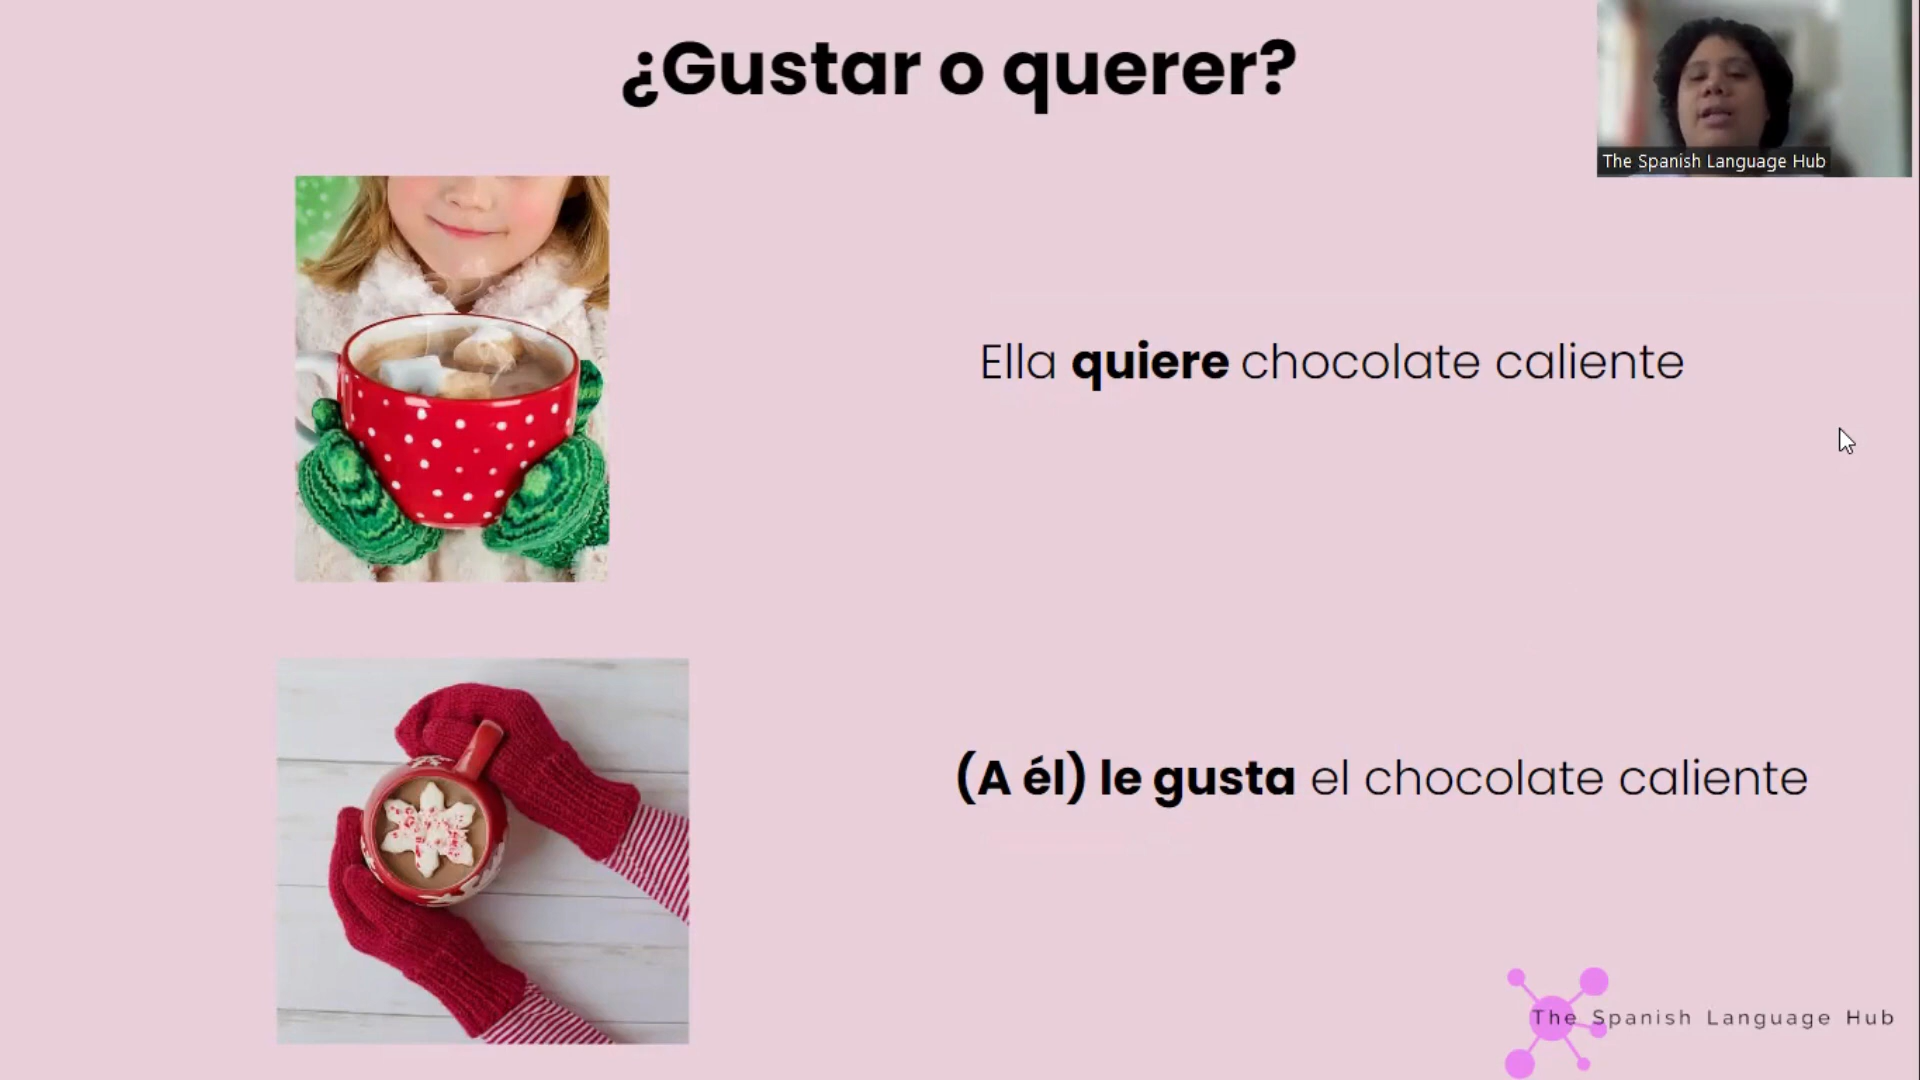 ¿Gustar o querer?
The Spanish Language Hub
Ella quiere chocolate caliente
(A él) le gusta el chocolate caliente
The Spanish Language Hub